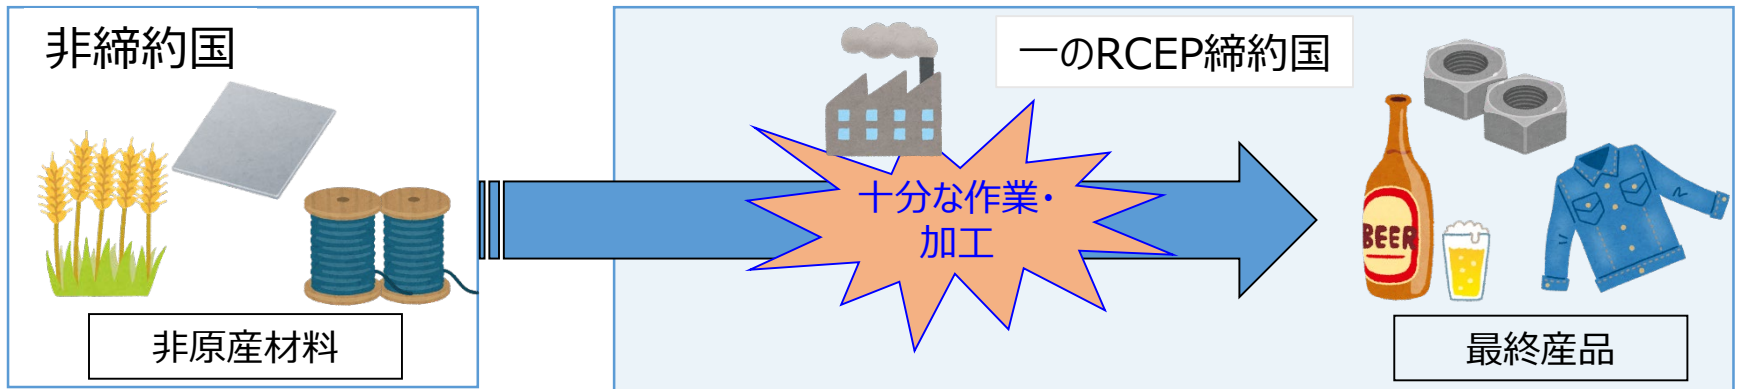 非締約国
非原産材料
一のRCEP締約国
十分な作業・
加工
BEER
最終産品